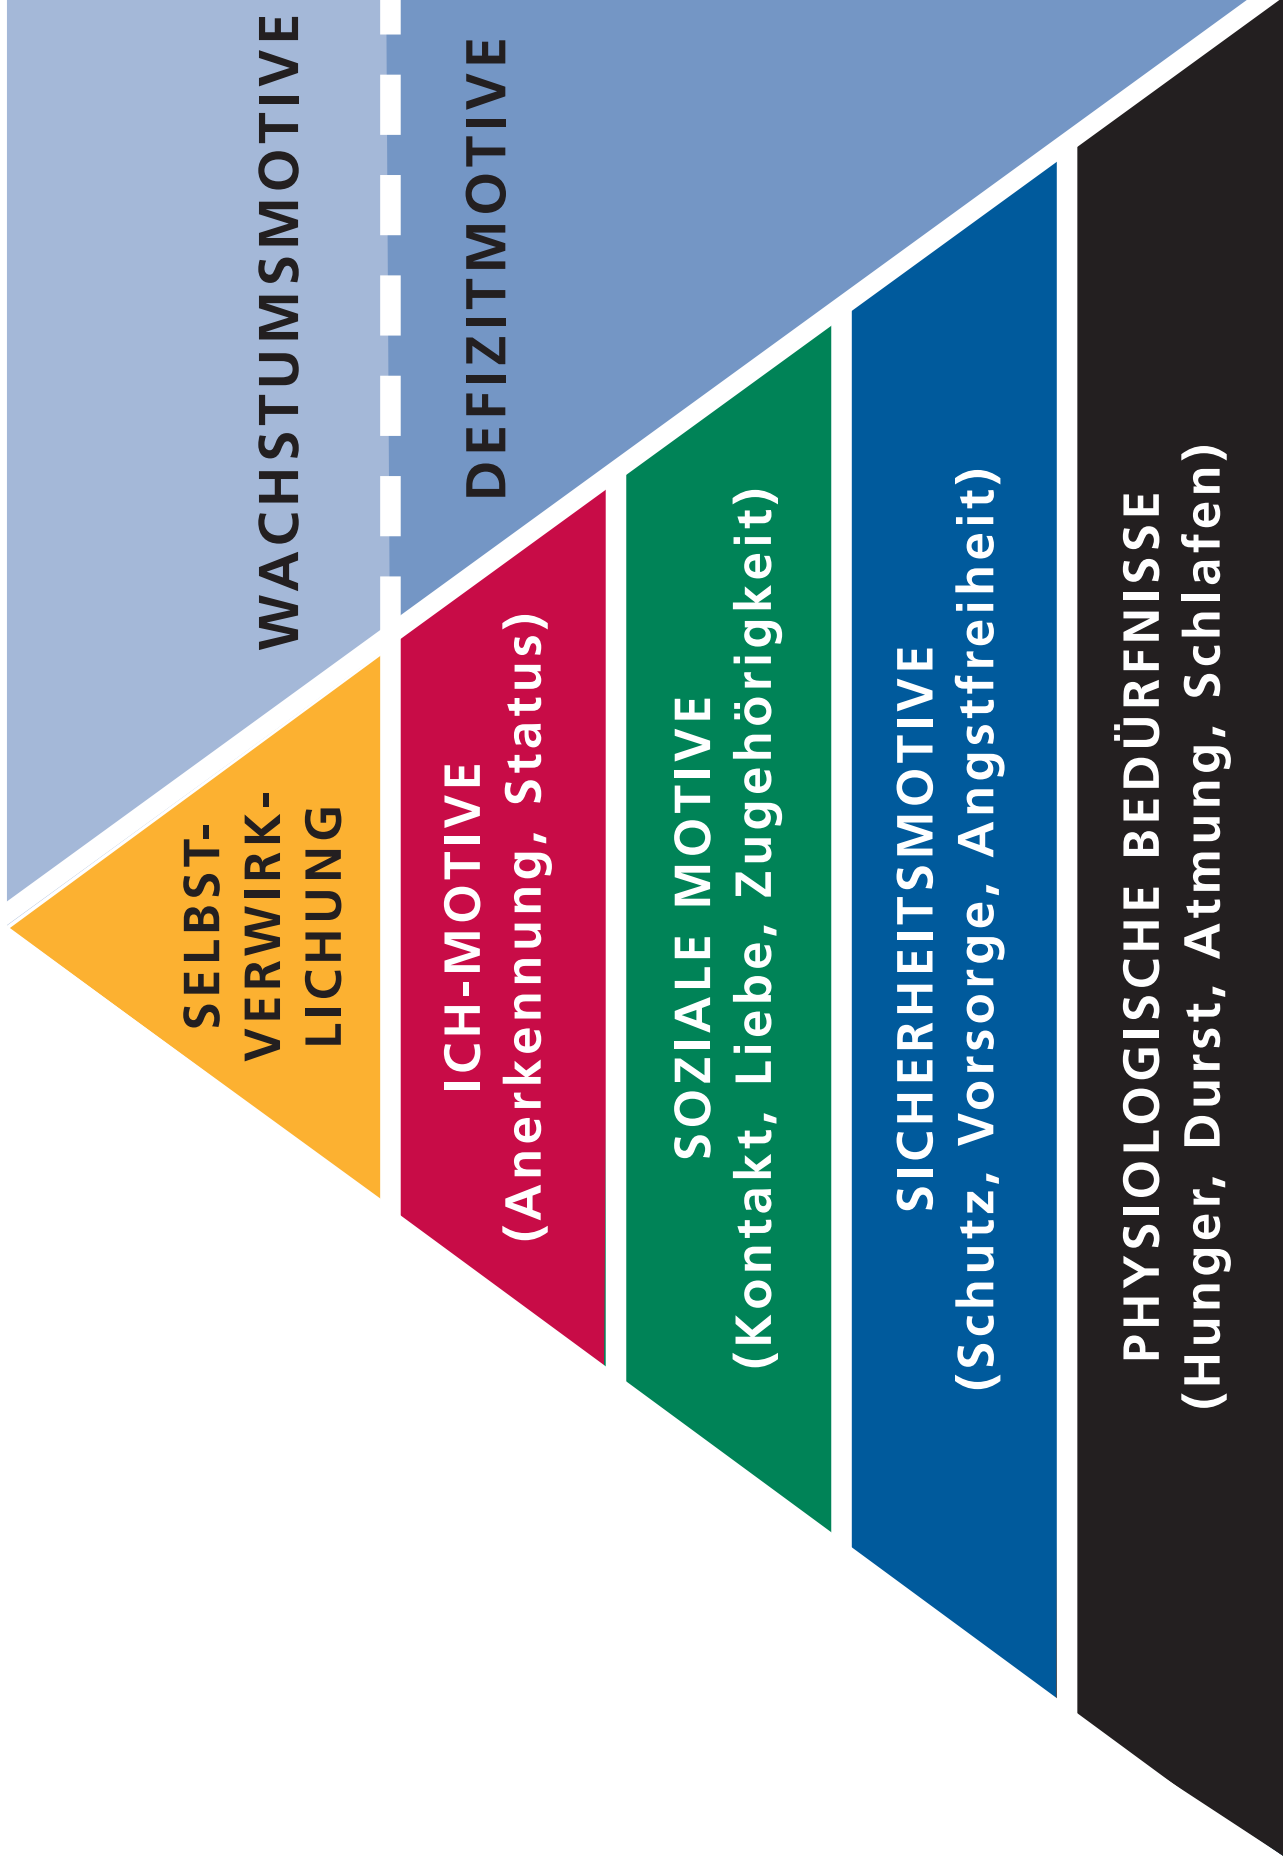 SELBST-
VERWIRK-
LICHUNG
WACHSTUMSMOTIVE
DEFIZITMOTIVE
ICH-MOTIVE
(Anerkennung, Status)
SOZIALE MOTIVE
(Kontakt, Liebe, Zugehörigkeit)
SICHERHEITSMOTIVE
(Schutz, Vorsorge, Angstfreiheit)
PHYSIOLOGISCHE BEDÜRFNISSE
(Hunger, Durst, Atmung, Schlafen)